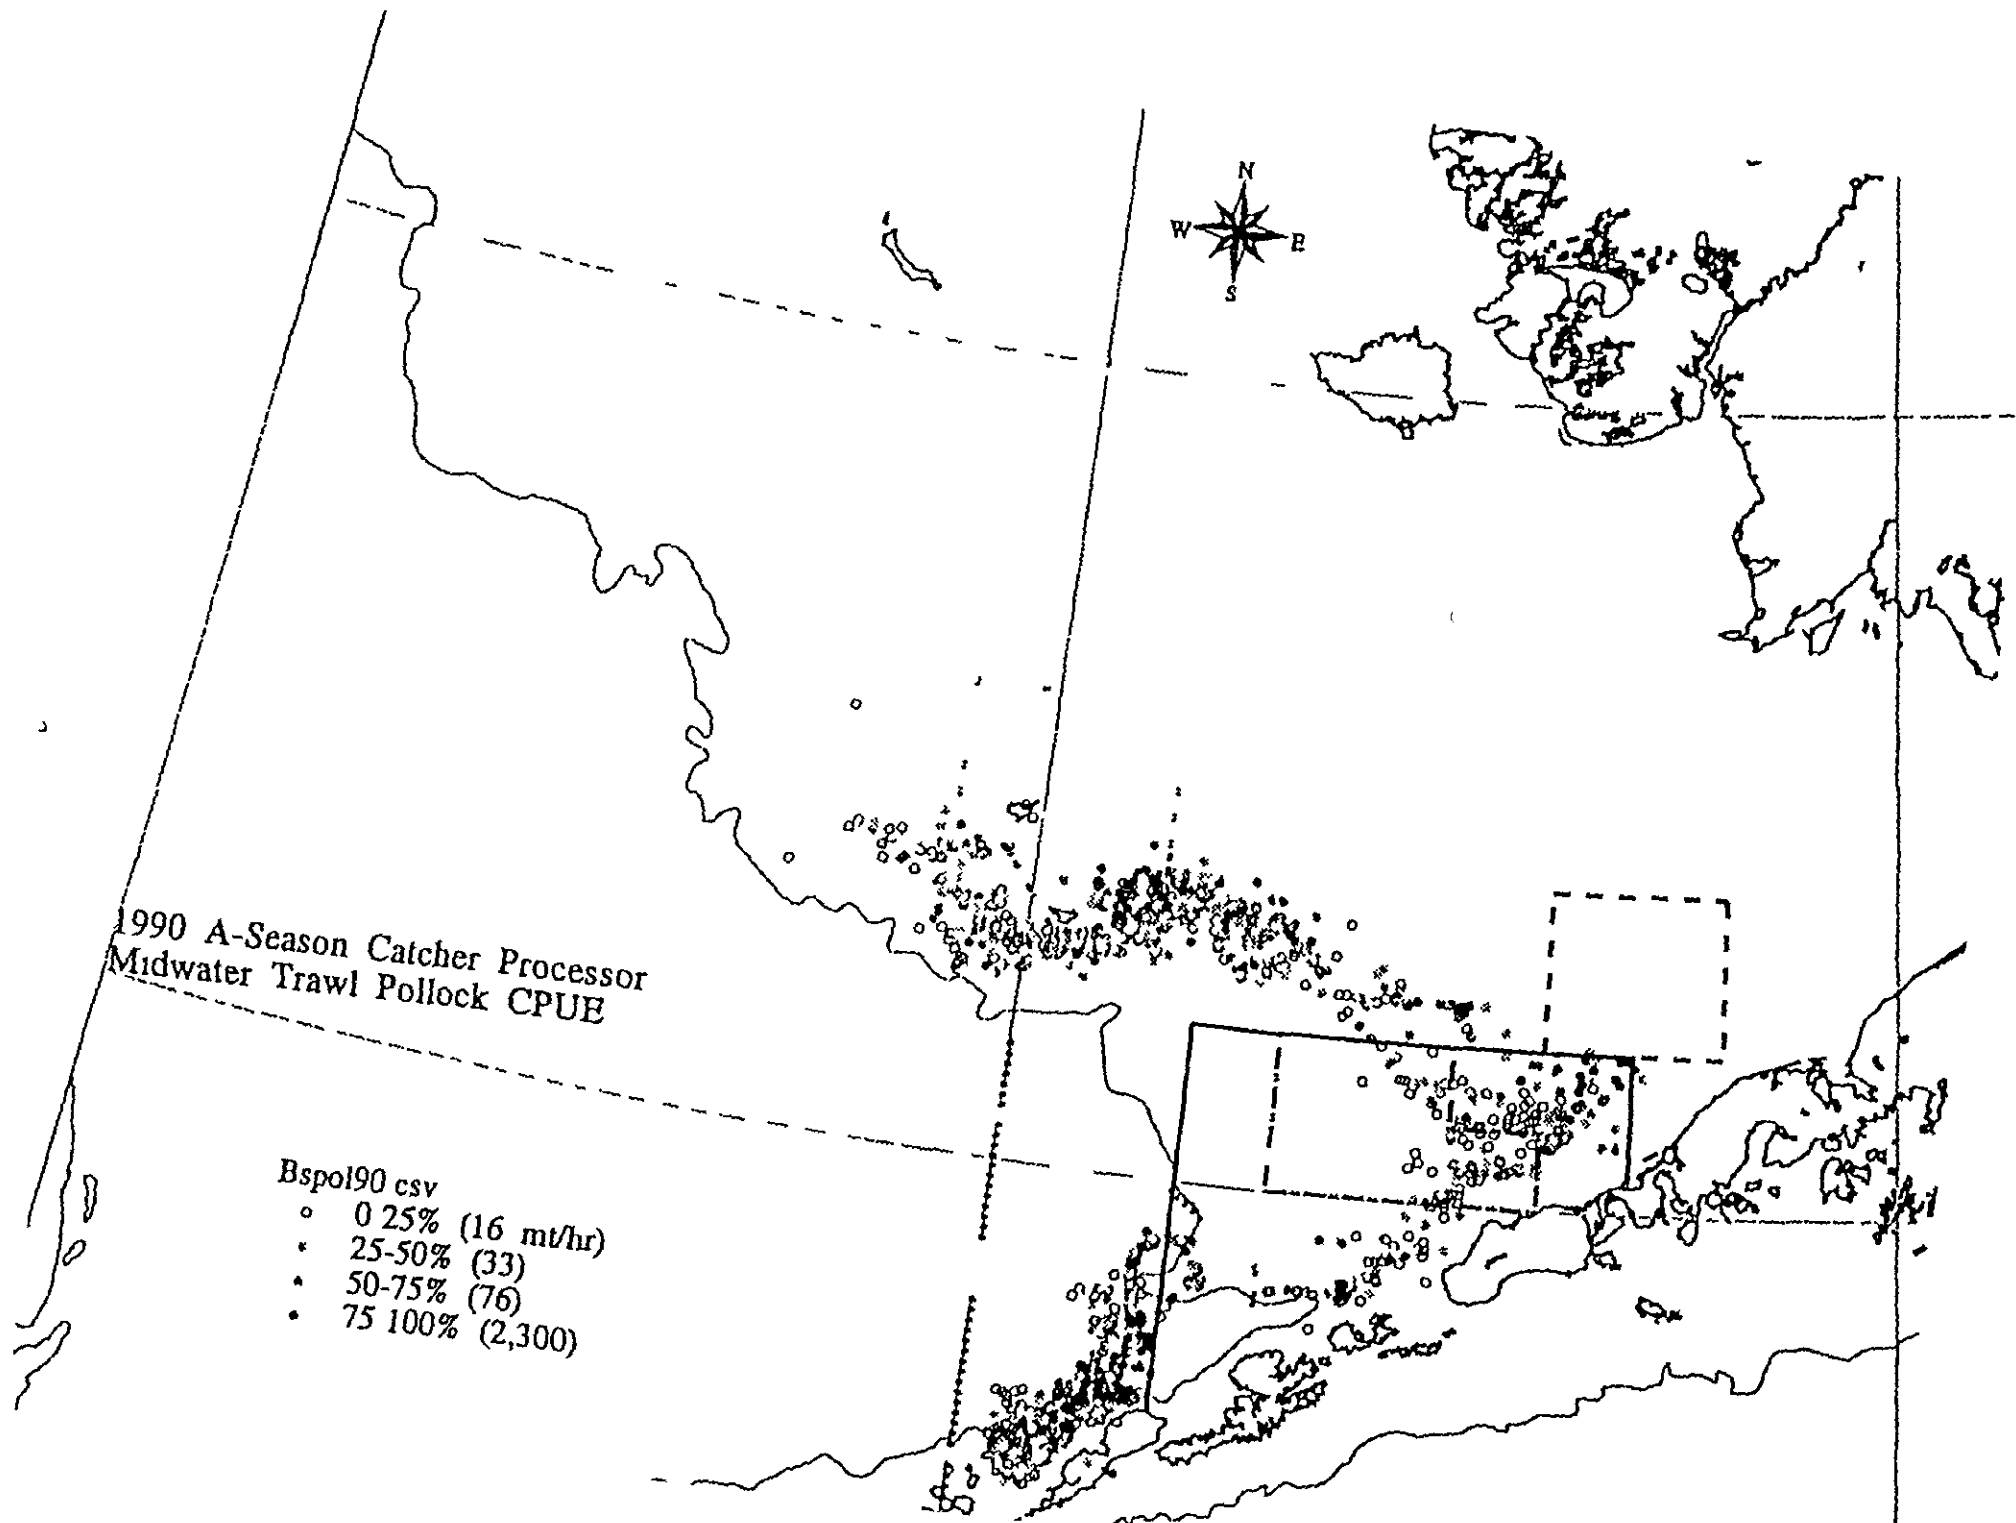 N
W
E
S
1990 A-Season Catcher Processor
Midwater Trawl Pollock CPUE
Bspol90 csv
0 25% (16 mt/hr)
25-50% (33)
50-75% (76)
75 100% (2,300)